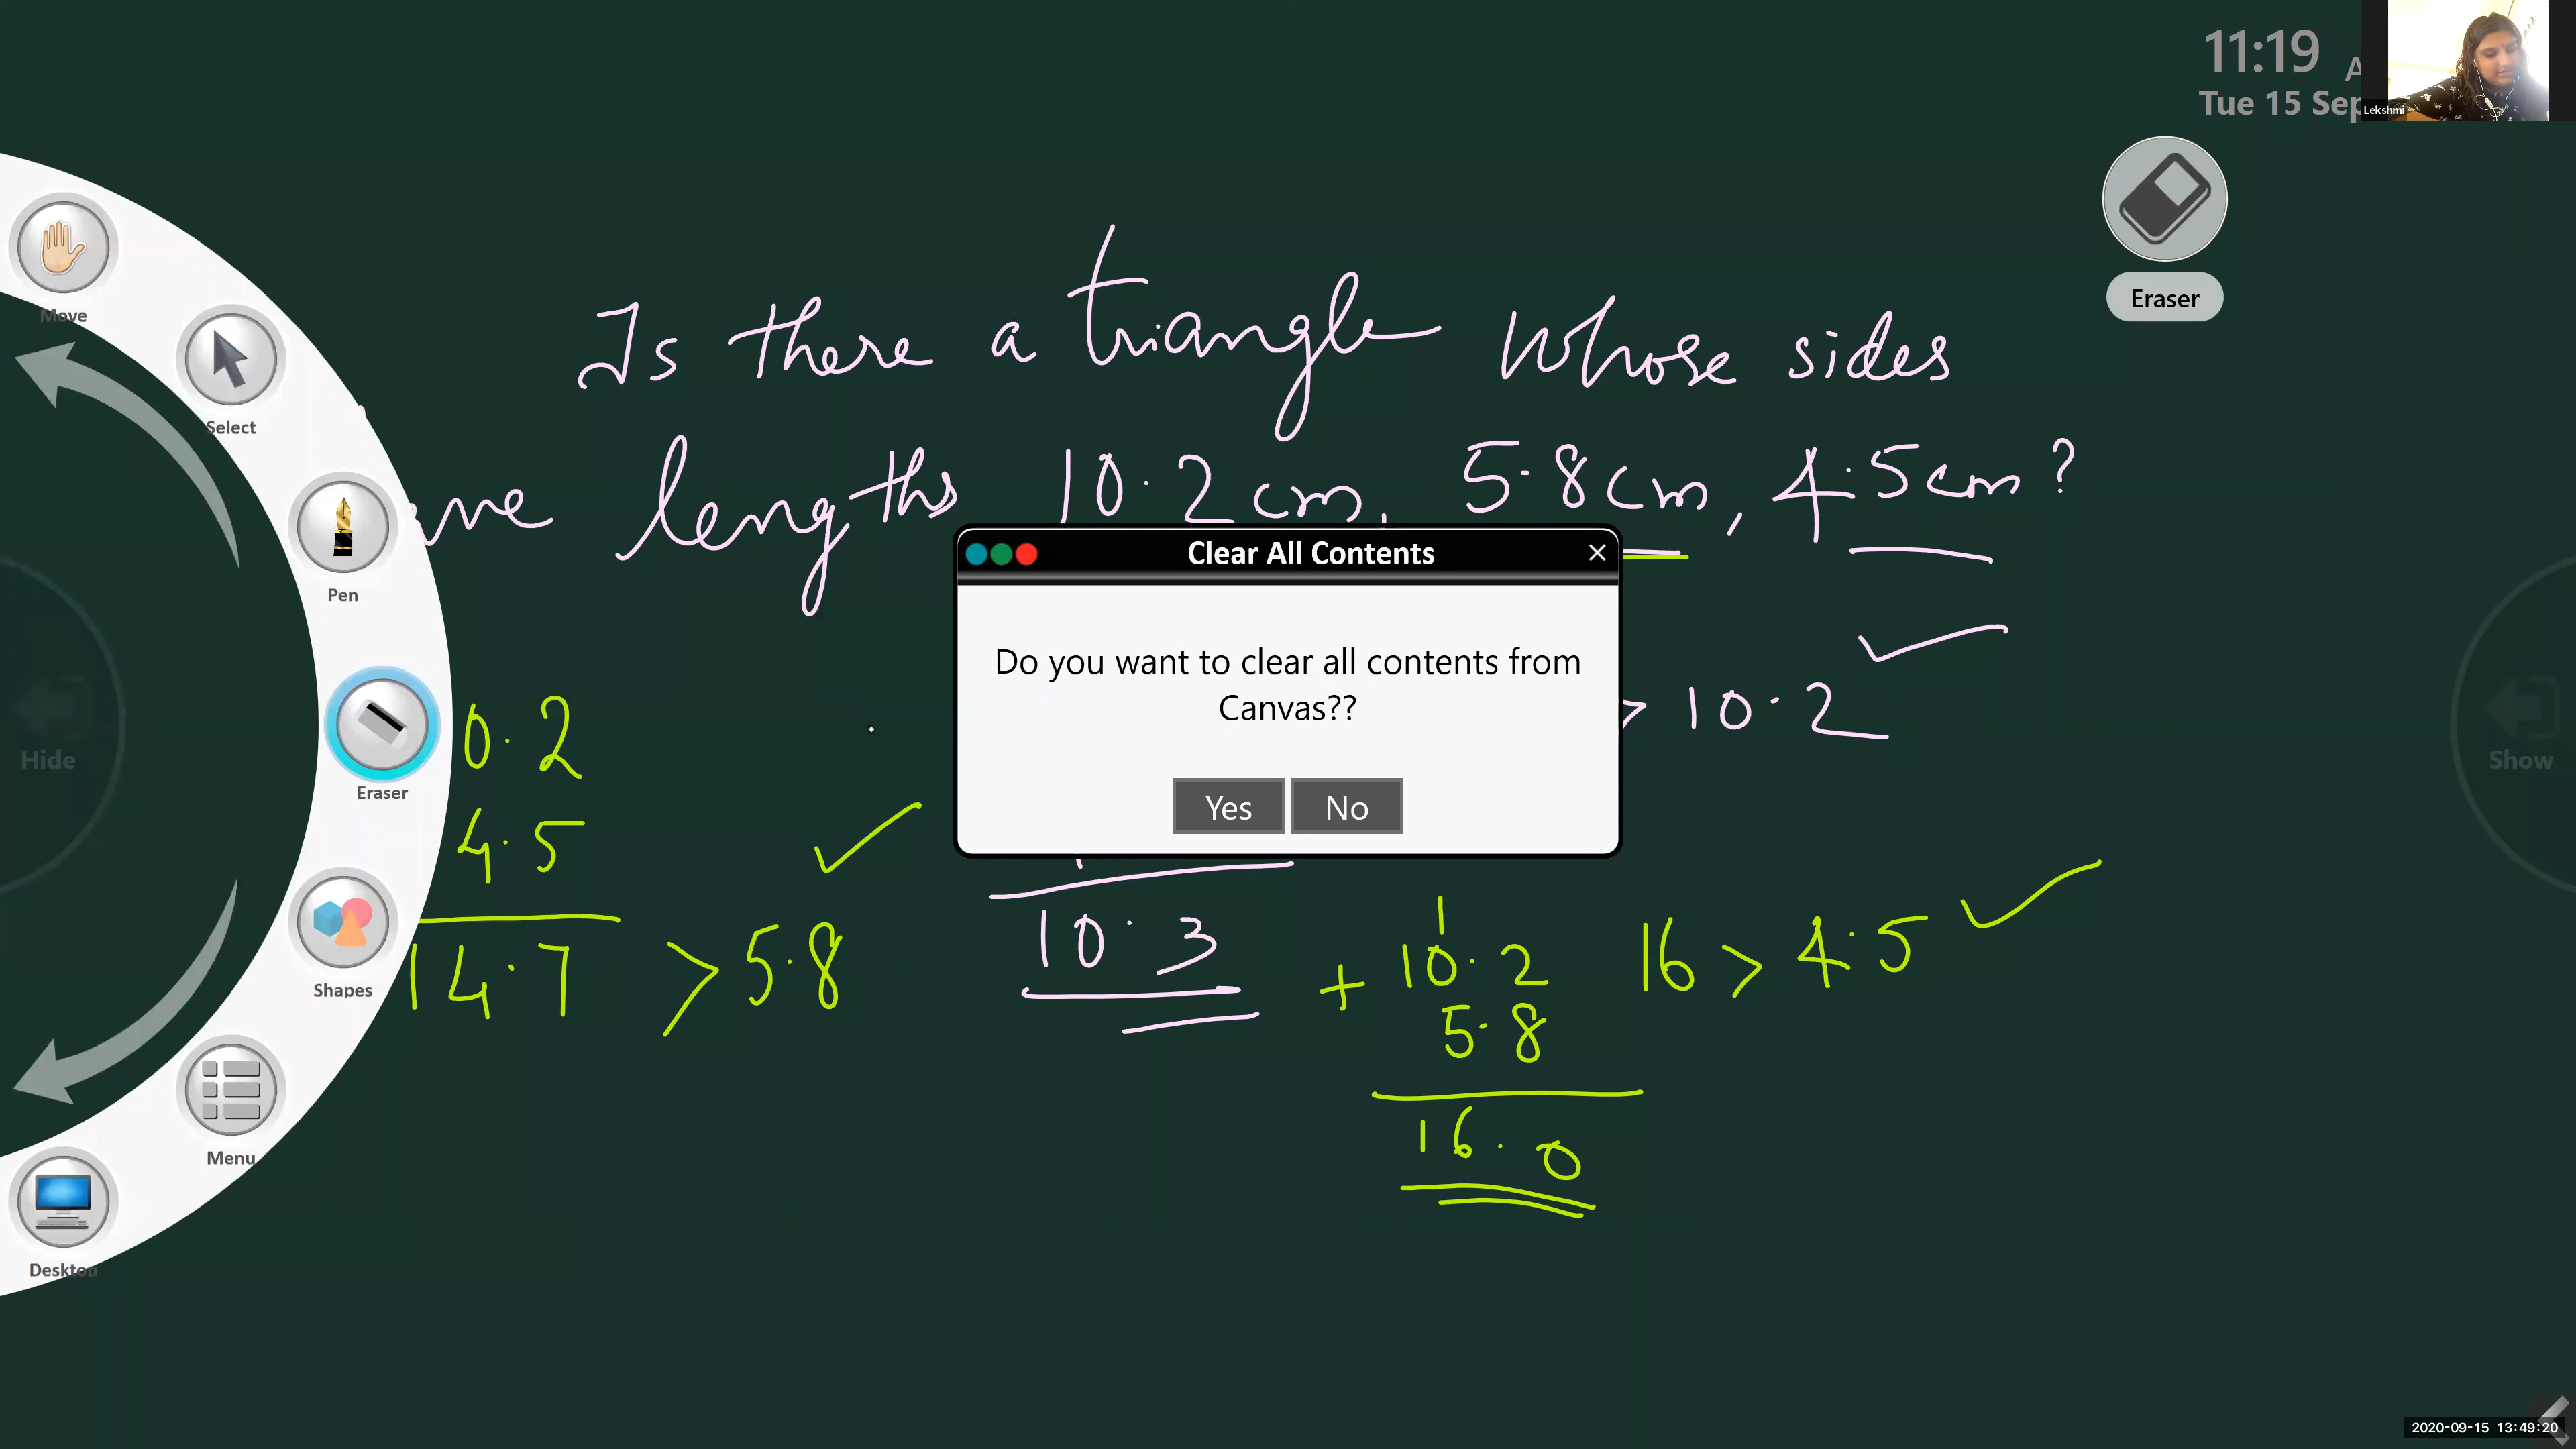 11:19
Tue 15 Sep
Lekshmi
Eraser
Move
Select
Pen
Eraser
Shapes
Menu
Desktop
Hide
Show
Is there a triangle whose sides
lengths 10.2 cm, 5.8 cm, 4.5 cm?
Clear All Contents
Do you want to clear all contents from
Canvas??
Yes No
> 10.2
0.2
4.5
14.7 > 5.8
10.3
1
+ 10.2
5.8
16.0
16 > 4.5
2020-09-15 13:49:20